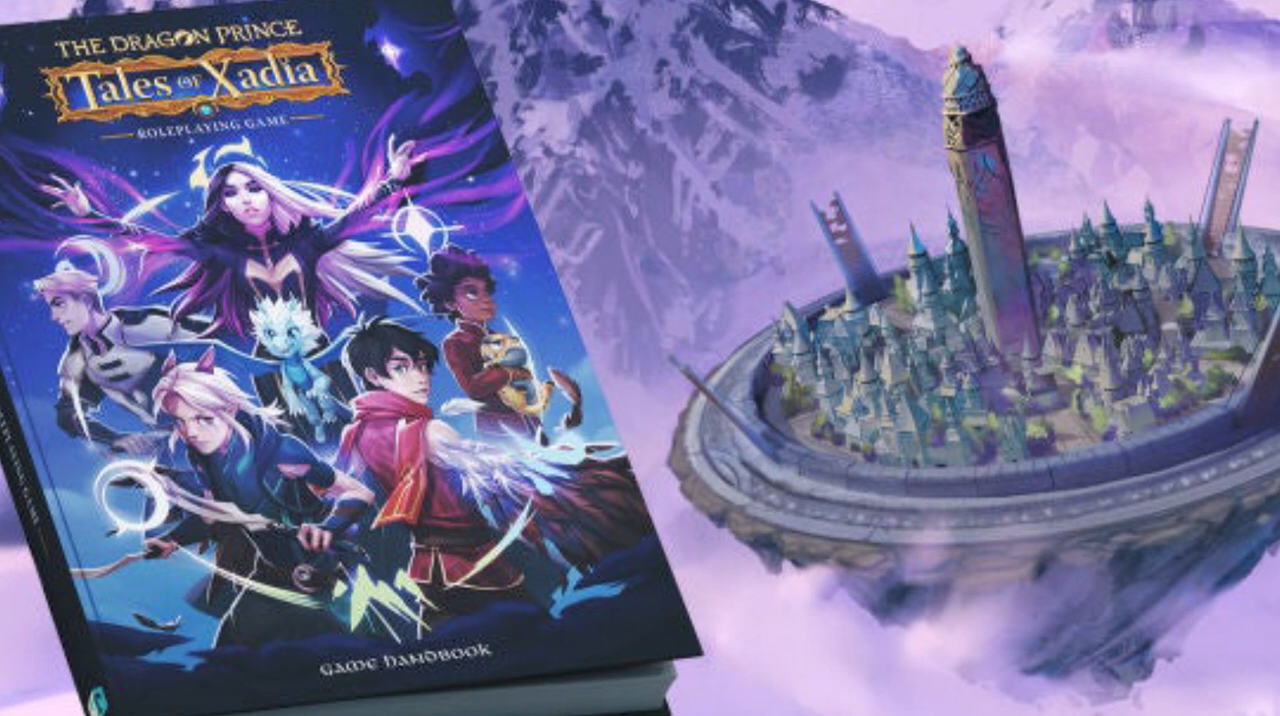 THE DRAGON PRINCE
Tales OF Xadia
ROLEPLAYING GAME
GAME HANDBOOK